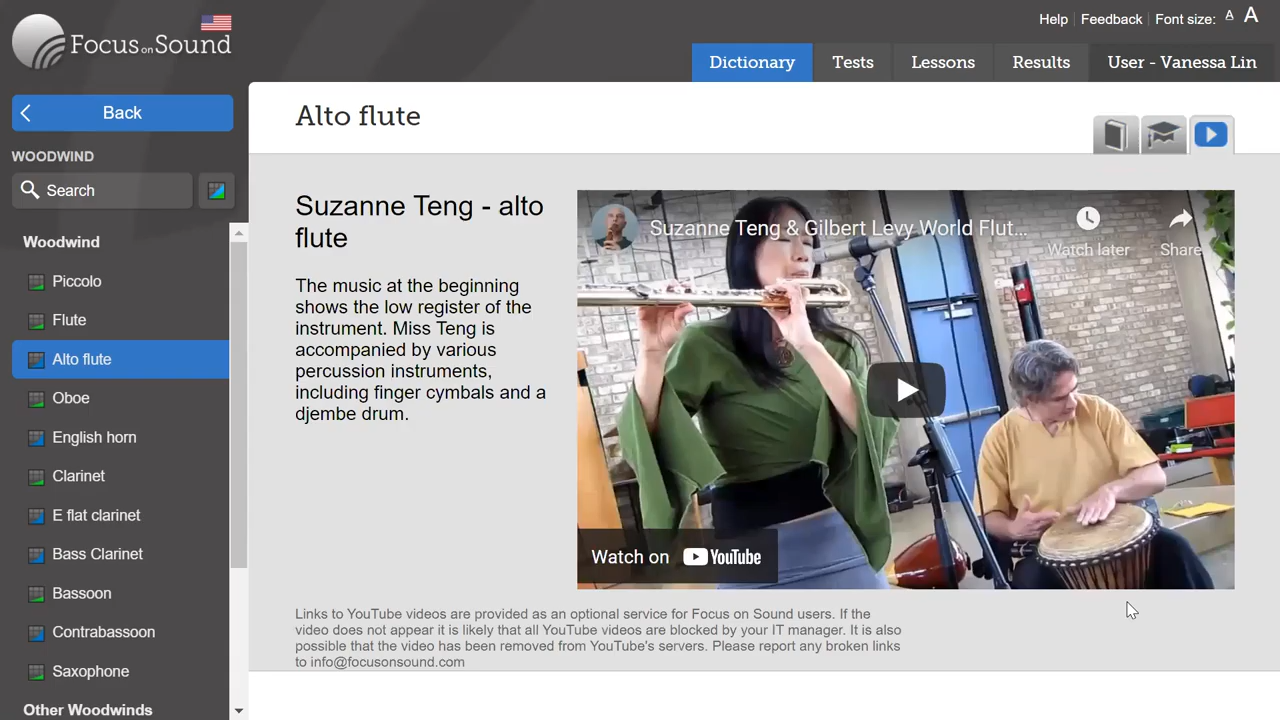 Focus on Sound
Help
Feedback
Font size:
A
A
Dictionary
Tests
Lessons
Results
User - Vanessa Lin
Back
WOODWIND
Search
Woodwind
Piccolo
Flute
Alto flute
Oboe
English horn
Clarinet
E flat clarinet
Bass Clarinet
Bassoon
Contrabassoon
Saxophone
Other Woodwinds
Alto flute
Suzanne Teng - alto
flute
The music at the beginning
shows the low register of the
instrument. Miss Teng is
accompanied by various
percussion instruments,
including finger cymbals and a
djembe drum.
Suzanne Teng & Gilbert Levy World Flut...
Watch later
Share
Watch on YouTube
Links to YouTube videos are provided as an optional service for Focus on Sound users. If the
video does not appear it is likely that all YouTube videos are blocked by your IT manager. It is also
possible that the video has been removed from YouTube's servers. Please report any broken links
to info@focusonsound.com